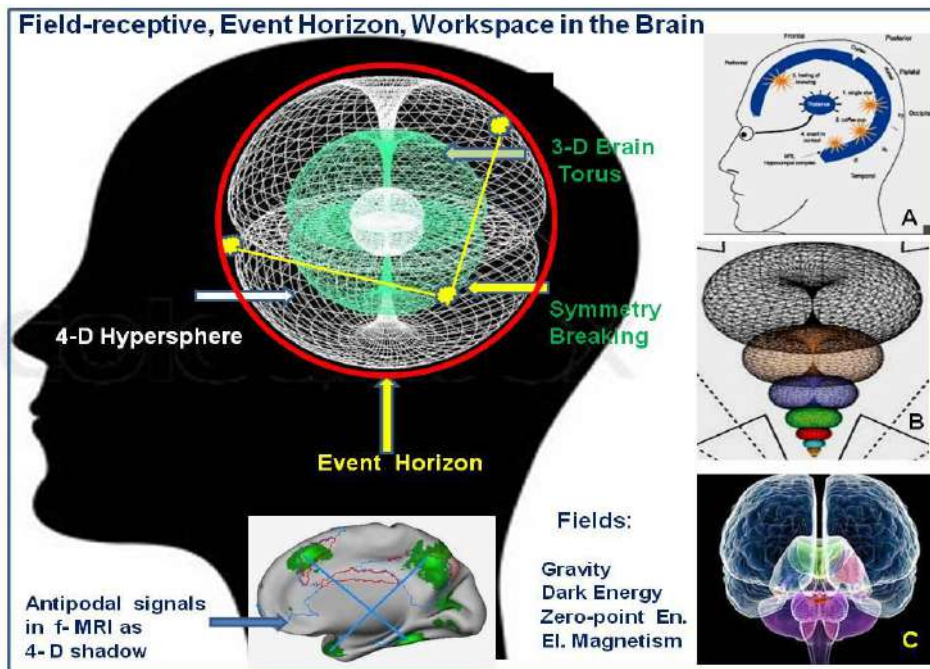 Field-receptive, Event Horizon, Workspace in the Brain
3-D Brain
Torus
Symmetry
Breaking
4-D Hypersphere
Event Horizon
Antipodal signals
in f- MRI as
4- D shadow
Fields:
Gravity
Dark Energy
Zero-point En.
El. Magnetism
Frontal
Posterior
Parietal
Temporal
A
B
C